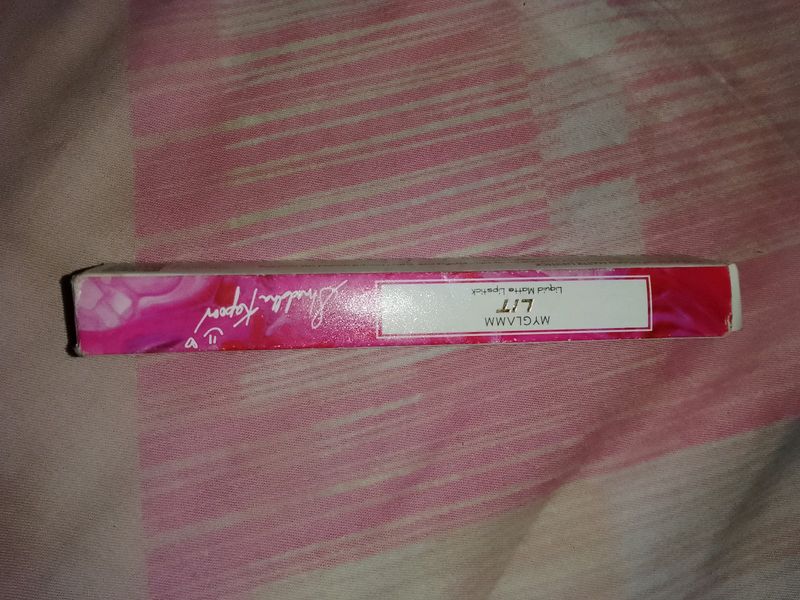 MYGLAMM
LIT
Liquid Matte Lipstick
Shraddha Kapoor